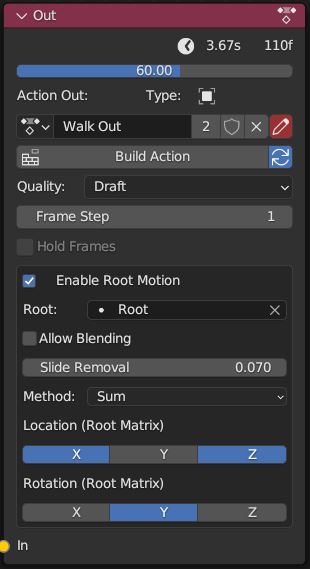 Out
3.67s 110f
60.00
Action Out: Type:
Walk Out 2
Build Action
Quality: Draft
Frame Step 1
Hold Frames
Enable Root Motion
Root: Root
Allow Blending
Slide Removal 0.070
Method: Sum
Location (Root Matrix)
X Y Z
Rotation (Root Matrix)
X Y Z
In